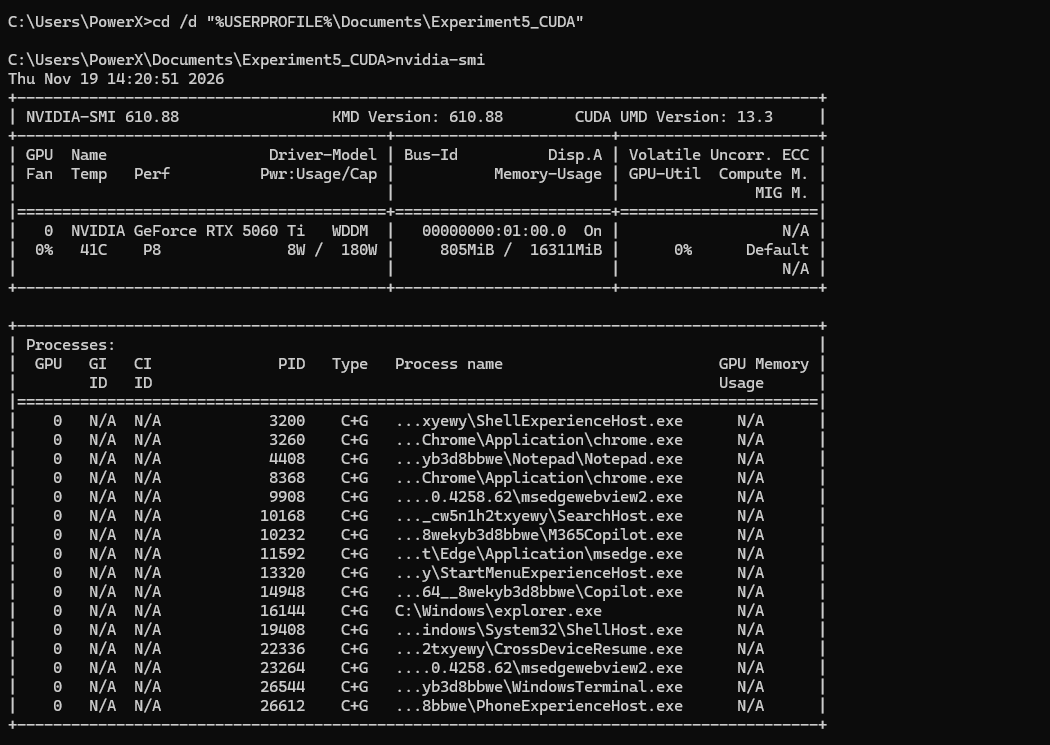 C:\Users\PowerX>cd /d "%USERPROFILE%\Documents\Experiment5_CUDA"

C:\Users\PowerX\Documents\Experiment5_CUDA>nvidia-smi
Thu Nov 19 14:20:51 2026
+-----------------------------------------------------------------------------------------+
| NVIDIA-SMI 610.88                 KMD Version: 610.88        CUDA UMD Version: 13.3     |
+-----------------------------------------+------------------------+----------------------+
| GPU  Name                  Driver-Model | Bus-Id          Disp.A | Volatile Uncorr. ECC |
| Fan  Temp   Perf          Pwr:Usage/Cap |           Memory-Usage | GPU-Util  Compute M. |
|                                         |                        |               MIG M. |
|=========================================+========================+======================|
|   0  NVIDIA GeForce RTX 5060 Ti   WDDM  |   00000000:01:00.0  On |                  N/A |
|  0%   41C    P8              8W /  180W |     805MiB /  16311MiB |      0%      Default |
|                                         |                        |                  N/A |
+-----------------------------------------+------------------------+----------------------+

+-----------------------------------------------------------------------------------------+
| Processes:                                                                              |
|  GPU   GI   CI              PID   Type   Process name                        GPU Memory |
|        ID   ID                                                               Usage      |
|=========================================================================================|
|    0   N/A  N/A            3200    C+G   ...xyewy\ShellExperienceHost.exe      N/A      |
|    0   N/A  N/A            3260    C+G   ...Chrome\Application\chrome.exe      N/A      |
|    0   N/A  N/A            4408    C+G   ...yb3d8bbwe\Notepad\Notepad.exe      N/A      |
|    0   N/A  N/A            8368    C+G   ...Chrome\Application\chrome.exe      N/A      |
|    0   N/A  N/A            9908    C+G   ....0.4258.62\msedgewebview2.exe      N/A      |
|    0   N/A  N/A           10168    C+G   ..._cw5n1h2txyewy\SearchHost.exe      N/A      |
|    0   N/A  N/A           10232    C+G   ...8wekyb3d8bbwe\M365Copilot.exe      N/A      |
|    0   N/A  N/A           11592    C+G   ...t\Edge\Application\msedge.exe      N/A      |
|    0   N/A  N/A           13320    C+G   ...y\StartMenuExperienceHost.exe      N/A      |
|    0   N/A  N/A           14948    C+G   ...64__8wekyb3d8bbwe\Copilot.exe      N/A      |
|    0   N/A  N/A           16144    C+G   C:\Windows\explorer.exe               N/A      |
|    0   N/A  N/A           19408    C+G   ...indows\System32\ShellHost.exe      N/A      |
|    0   N/A  N/A           22336    C+G   ...2txyewy\CrossDeviceResume.exe      N/A      |
|    0   N/A  N/A           23264    C+G   ....0.4258.62\msedgewebview2.exe      N/A      |
|    0   N/A  N/A           26544    C+G   ...yb3d8bbwe\WindowsTerminal.exe      N/A      |
|    0   N/A  N/A           26612    C+G   ...8bbwe\PhoneExperienceHost.exe      N/A      |
+-----------------------------------------------------------------------------------------+